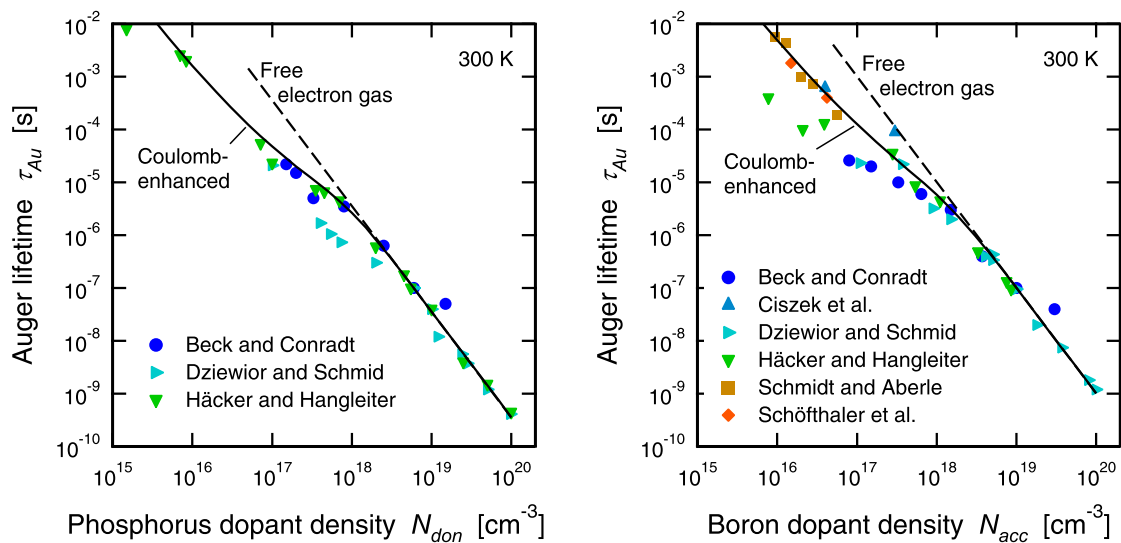 10^-2
10^-3
10^-4
10^-5
10^-6
10^-7
10^-8
10^-9
10^-10
Auger lifetime τ_Au [s]
300 K
Free
electron gas
Coulomb-
enhanced
Beck and Conradt
Dziewior and Schmid
Häcker and Hangleiter
10^15 10^16 10^17 10^18 10^19 10^20
Phosphorus dopant density N_don [cm^-3]
10^-2
10^-3
10^-4
10^-5
10^-6
10^-7
10^-8
10^-9
10^-10
Auger lifetime τ_Au [s]
300 K
Free
electron gas
Coulomb-
enhanced
Beck and Conradt
Ciszek et al.
Dziewior and Schmid
Häcker and Hangleiter
Schmidt and Aberle
Schöfthaler et al.
10^15 10^16 10^17 10^18 10^19 10^20
Boron dopant density N_acc [cm^-3]